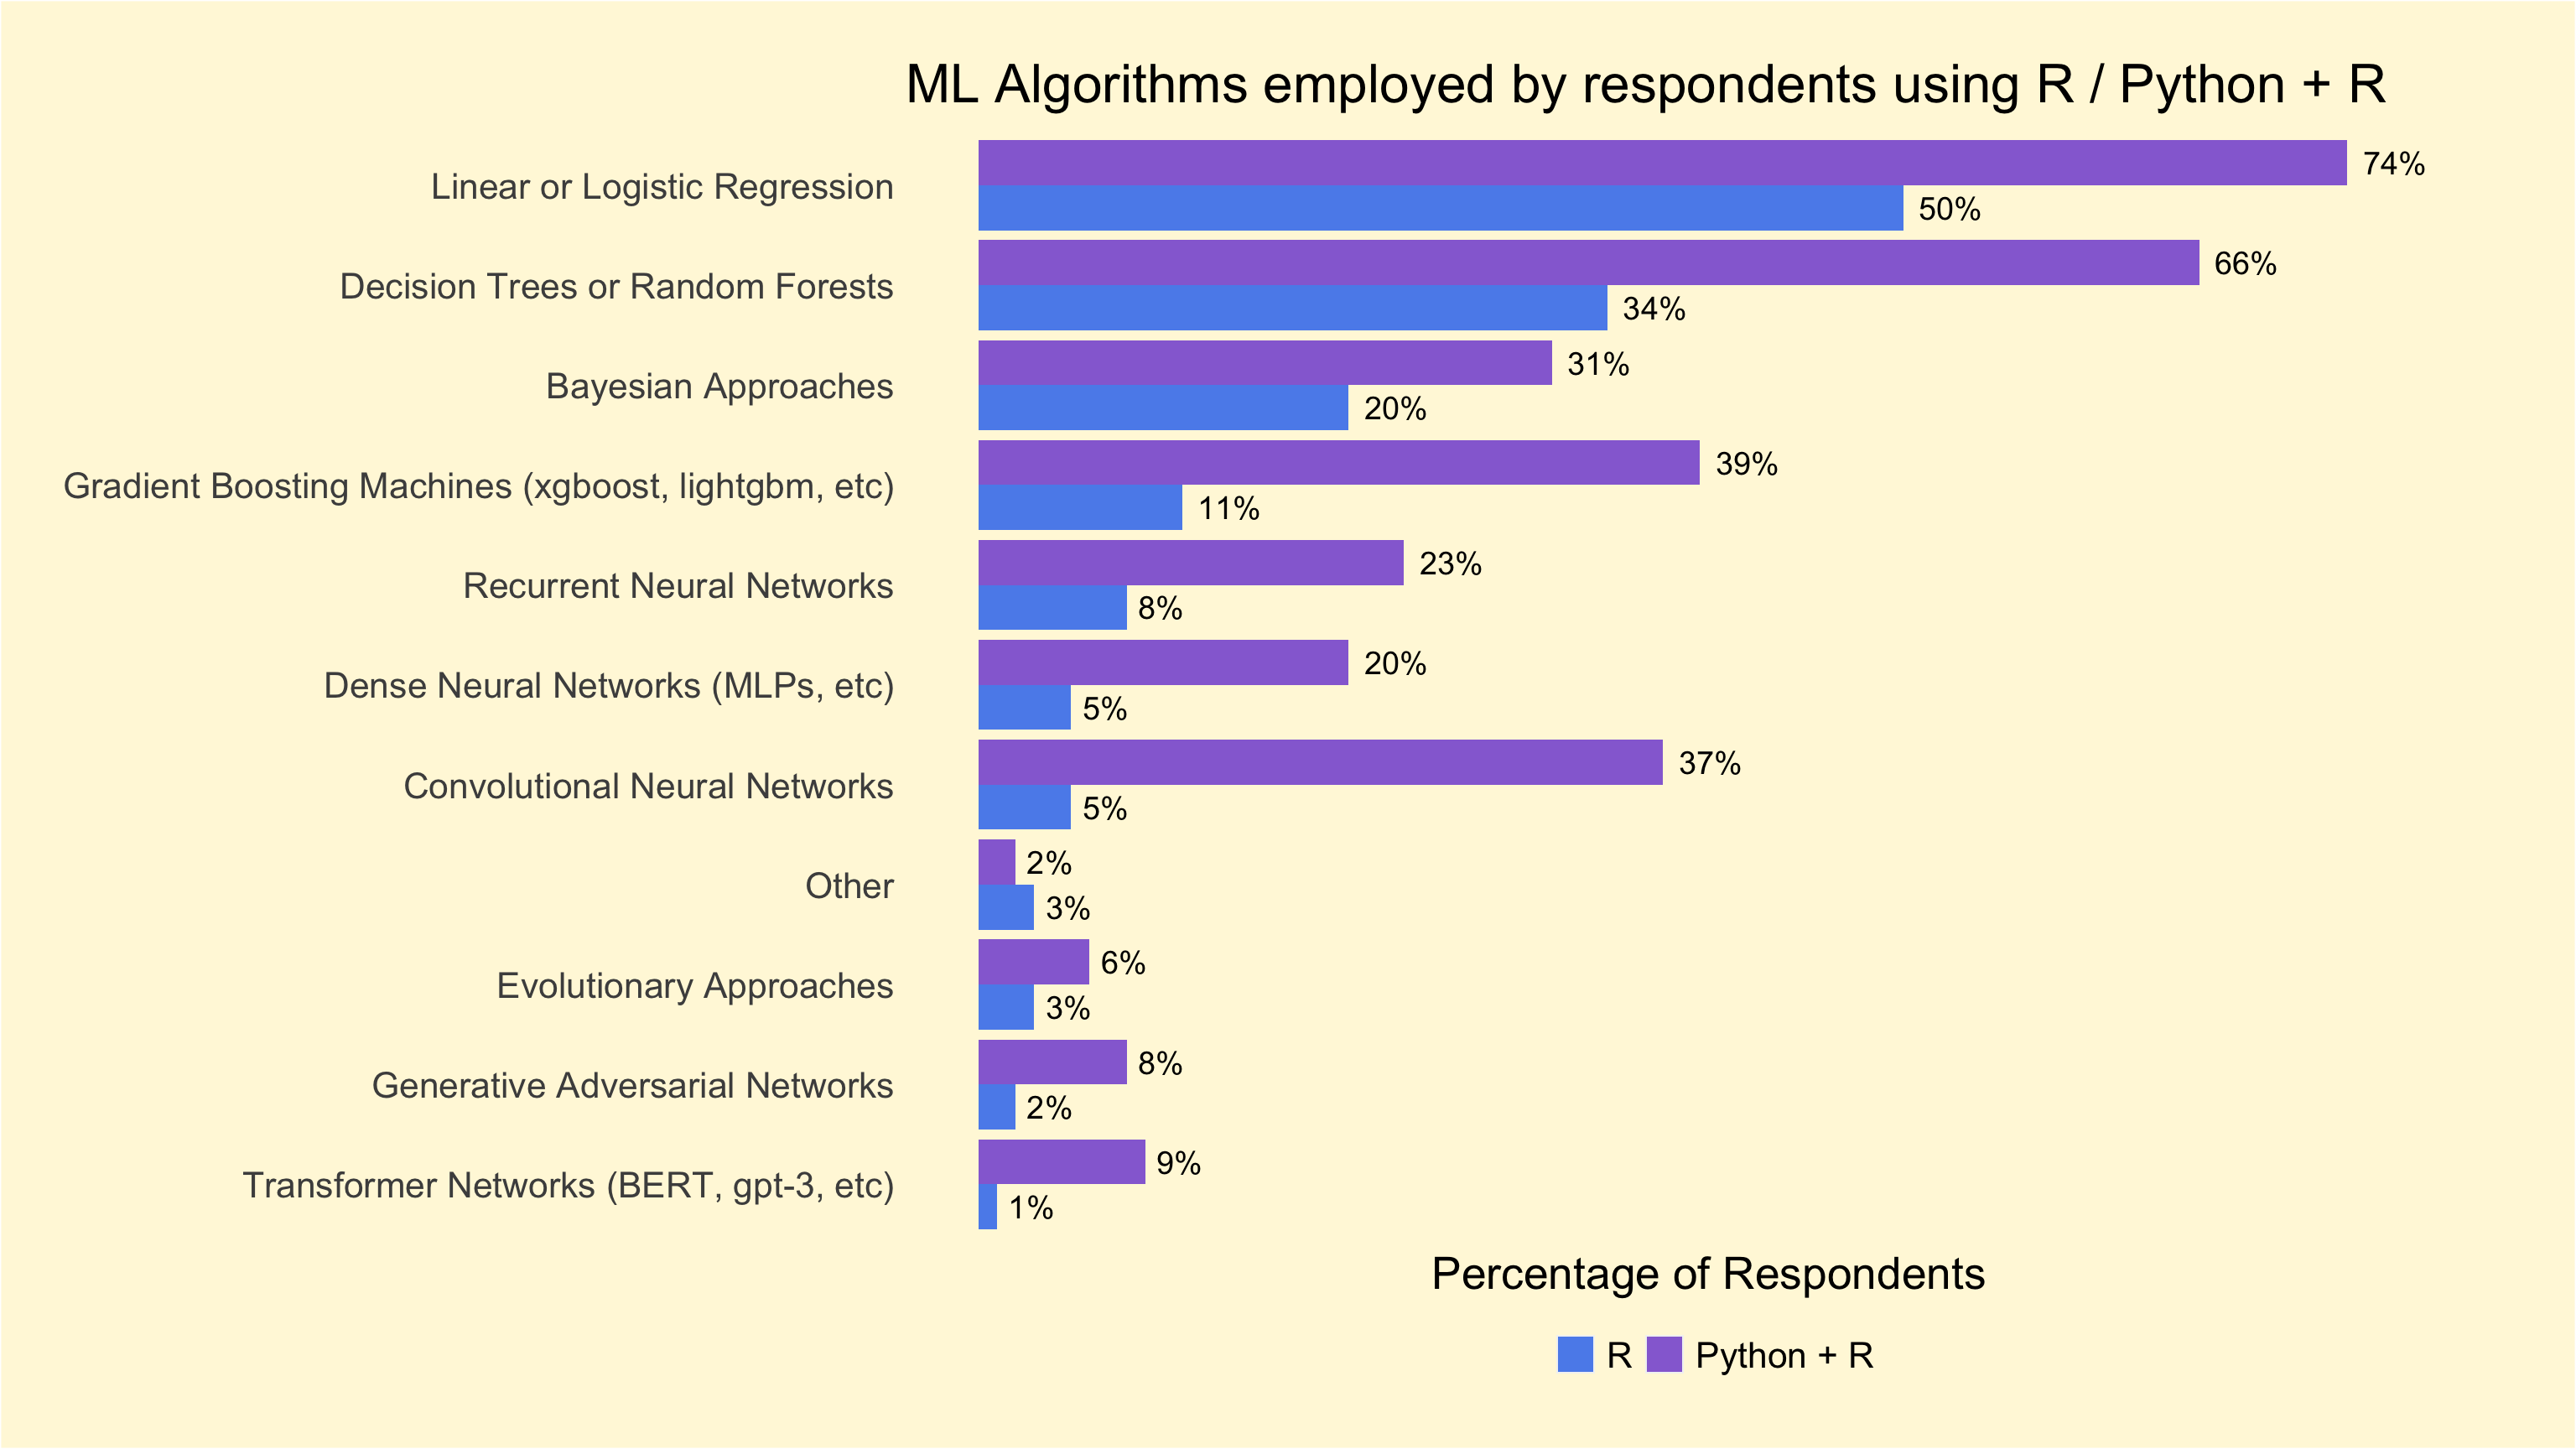 ML Algorithms employed by respondents using R / Python + R
Linear or Logistic Regression
74%
50%
Decision Trees or Random Forests
66%
34%
Bayesian Approaches
31%
20%
Gradient Boosting Machines (xgboost, lightgbm, etc)
39%
11%
Recurrent Neural Networks
23%
8%
Dense Neural Networks (MLPs, etc)
20%
5%
Convolutional Neural Networks
37%
5%
Other
2%
3%
Evolutionary Approaches
6%
3%
Generative Adversarial Networks
8%
2%
Transformer Networks (BERT, gpt-3, etc)
9%
1%
Percentage of Respondents
R
Python + R